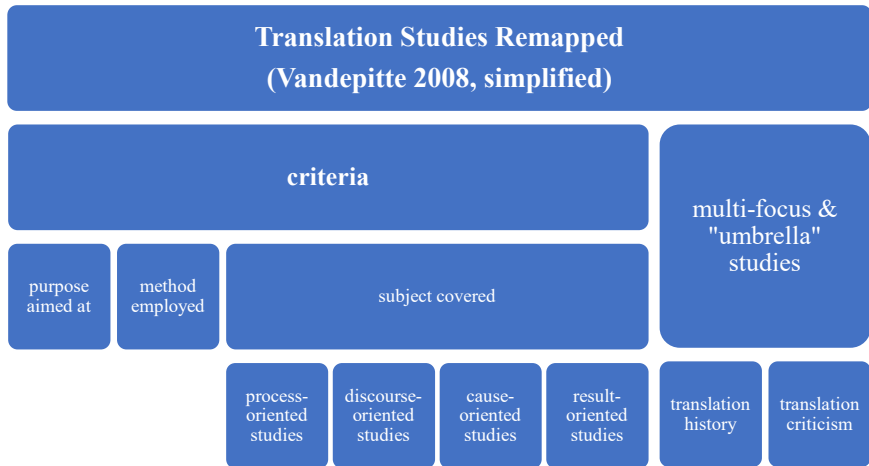 Translation Studies Remapped
(Vandepitte 2008, simplified)
criteria
multi-focus &
"umbrella"
studies
purpose
aimed at
method
employed
subject covered
process-
oriented
studies
discourse-
oriented
studies
cause-
oriented
studies
result-
oriented
studies
translation
history
translation
criticism